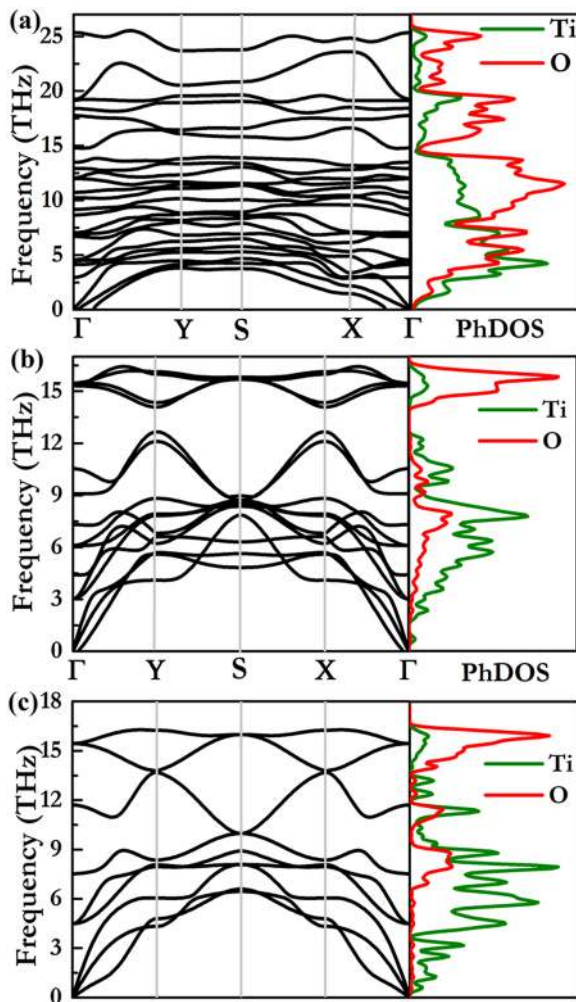 (a)
Frequency (THz)
25
20
15
10
5
0
Γ Y S X Γ
PhDOS
Ti
O
(b)
Frequency (THz)
15
12
9
6
3
0
Γ Y S X Γ
PhDOS
Ti
O
(c)
Frequency (THz)
18
15
12
9
6
3
0
Ti
O